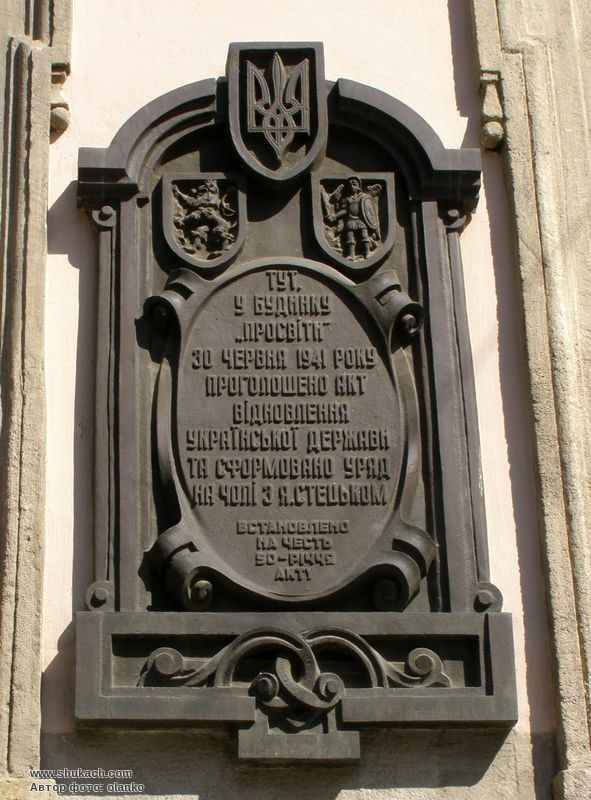 ТУТ,
У БУДИНКУ
„ПРОСВІТИ“
30 ЧЕРВНЯ 1941 РОКУ
ПРОГОЛОШЕНО АКТ
ВІДНОВЛЕННЯ
УКРАЇНСЬКОЇ ДЕРЖАВИ
ТА СФОРМОВАНО УРЯД
НА ЧОЛІ З Я.СТЕЦЬКОМ
ВСТАНОВЛЕНО
НА ЧЕСТЬ
50-РІЧЧЯ
АКТУ
www.shukach.com
Автор фото: olanko